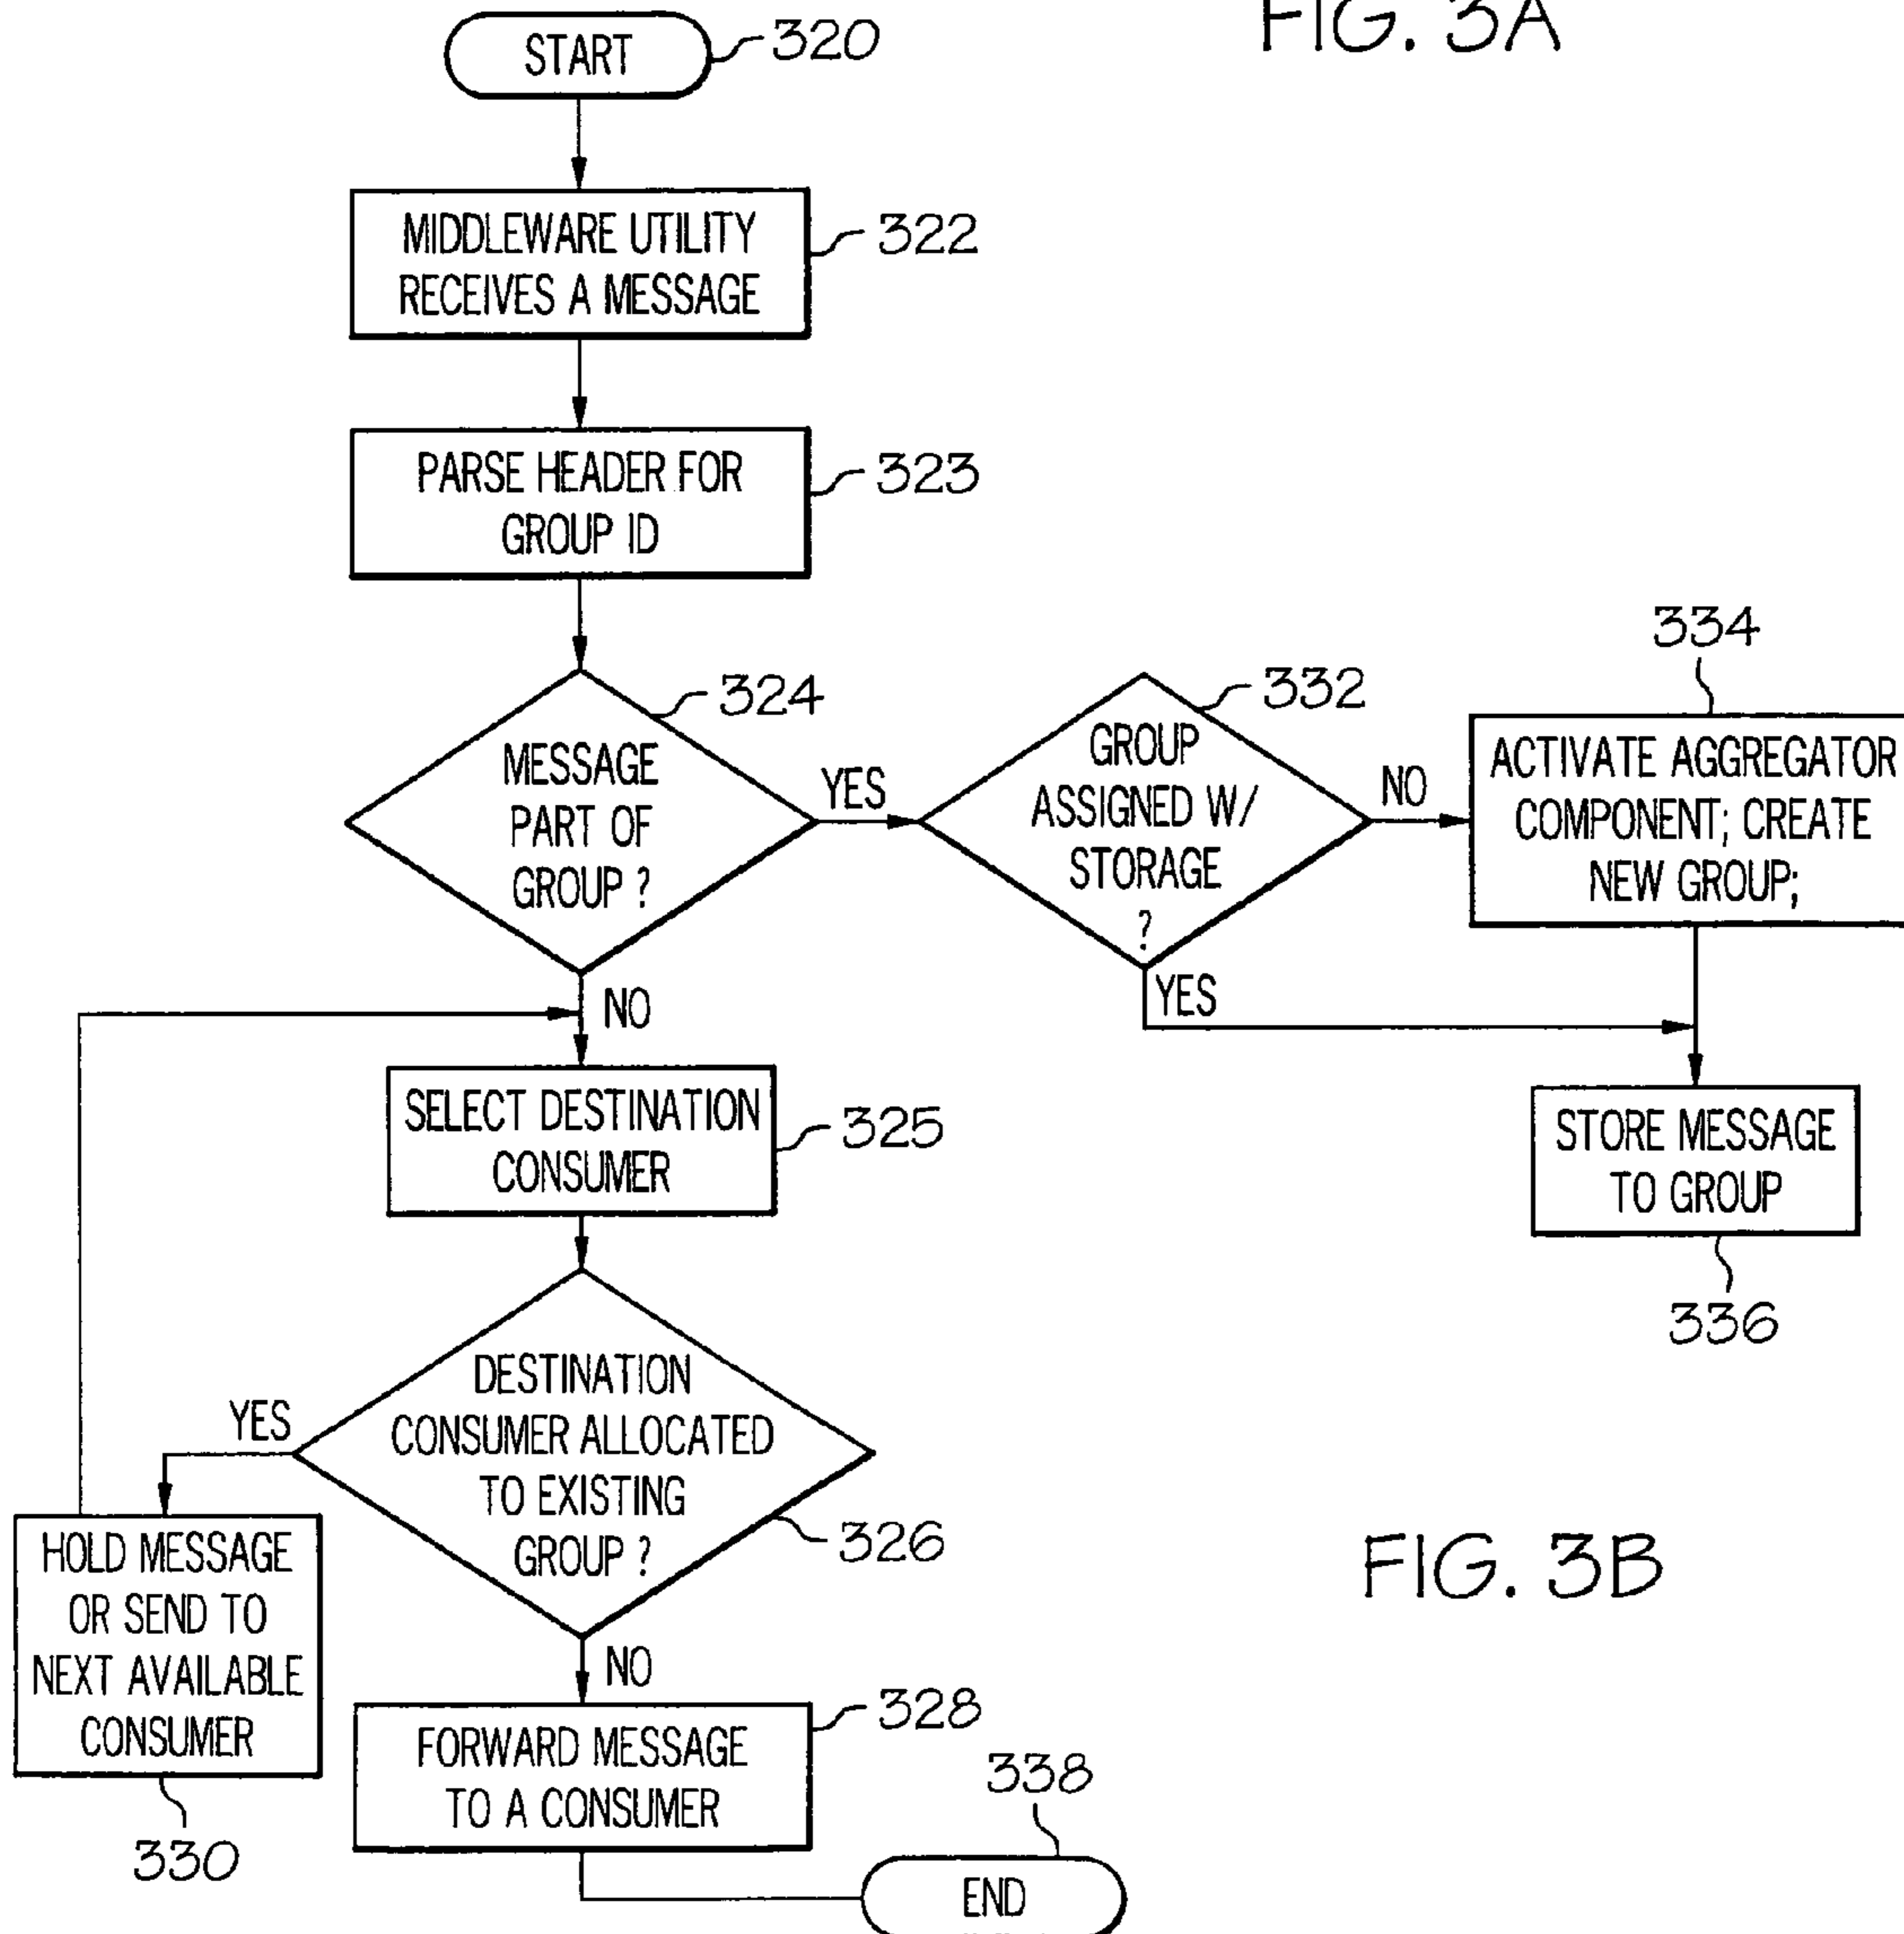 FIG. 3A
START
320
MIDDLEWARE UTILITY
RECEIVES A MESSAGE
322
PARSE HEADER FOR
GROUP ID
323
324
MESSAGE
PART OF
GROUP ?
YES
332
GROUP
ASSIGNED W/
STORAGE
?
NO
334
ACTIVATE AGGREGATOR
COMPONENT; CREATE
NEW GROUP;
YES
NO
STORE MESSAGE
TO GROUP
336
SELECT DESTINATION
CONSUMER
325
DESTINATION
CONSUMER ALLOCATED
TO EXISTING
GROUP ?
326
YES
HOLD MESSAGE
OR SEND TO
NEXT AVAILABLE
CONSUMER
330
NO
FORWARD MESSAGE
TO A CONSUMER
328
338
END
FIG. 3B